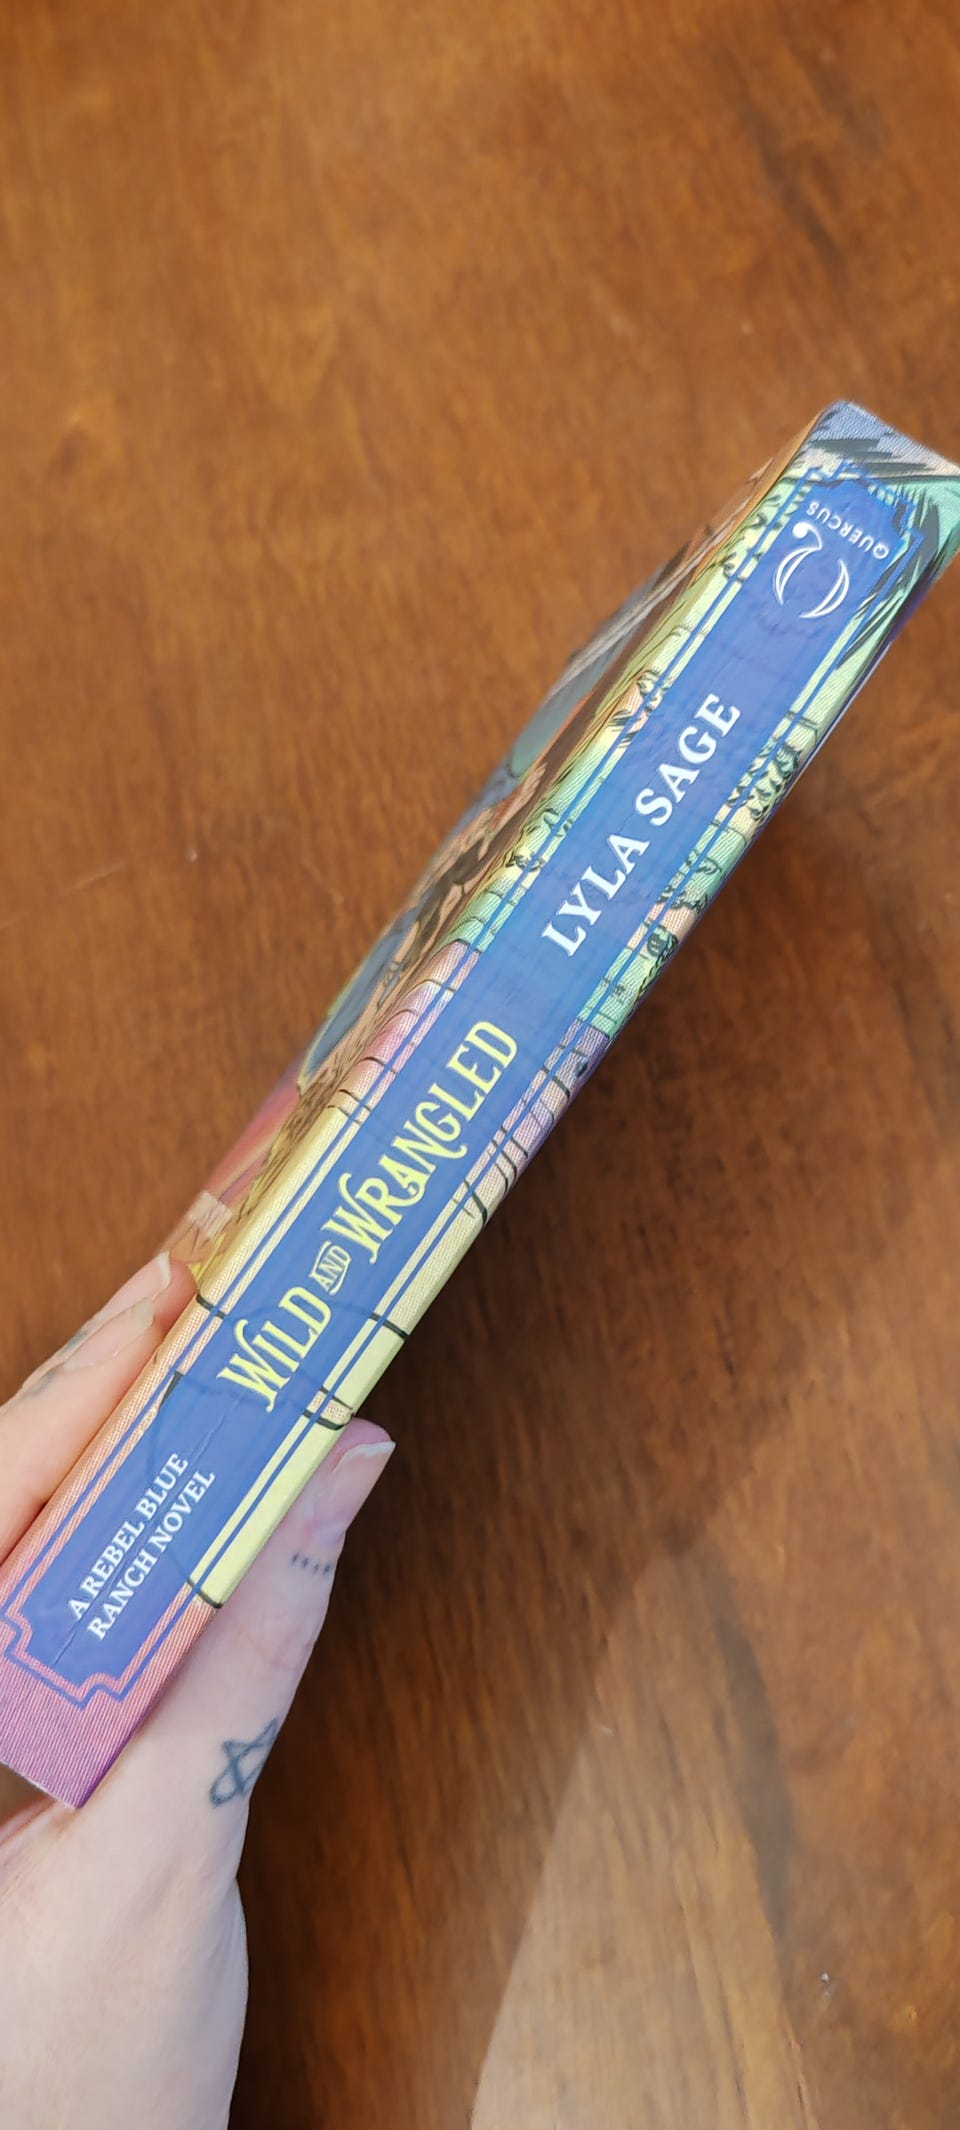 A REBEL BLUE
RANCH NOVEL
WILD AND WRANGLED
LYLA SAGE
QUERCUS